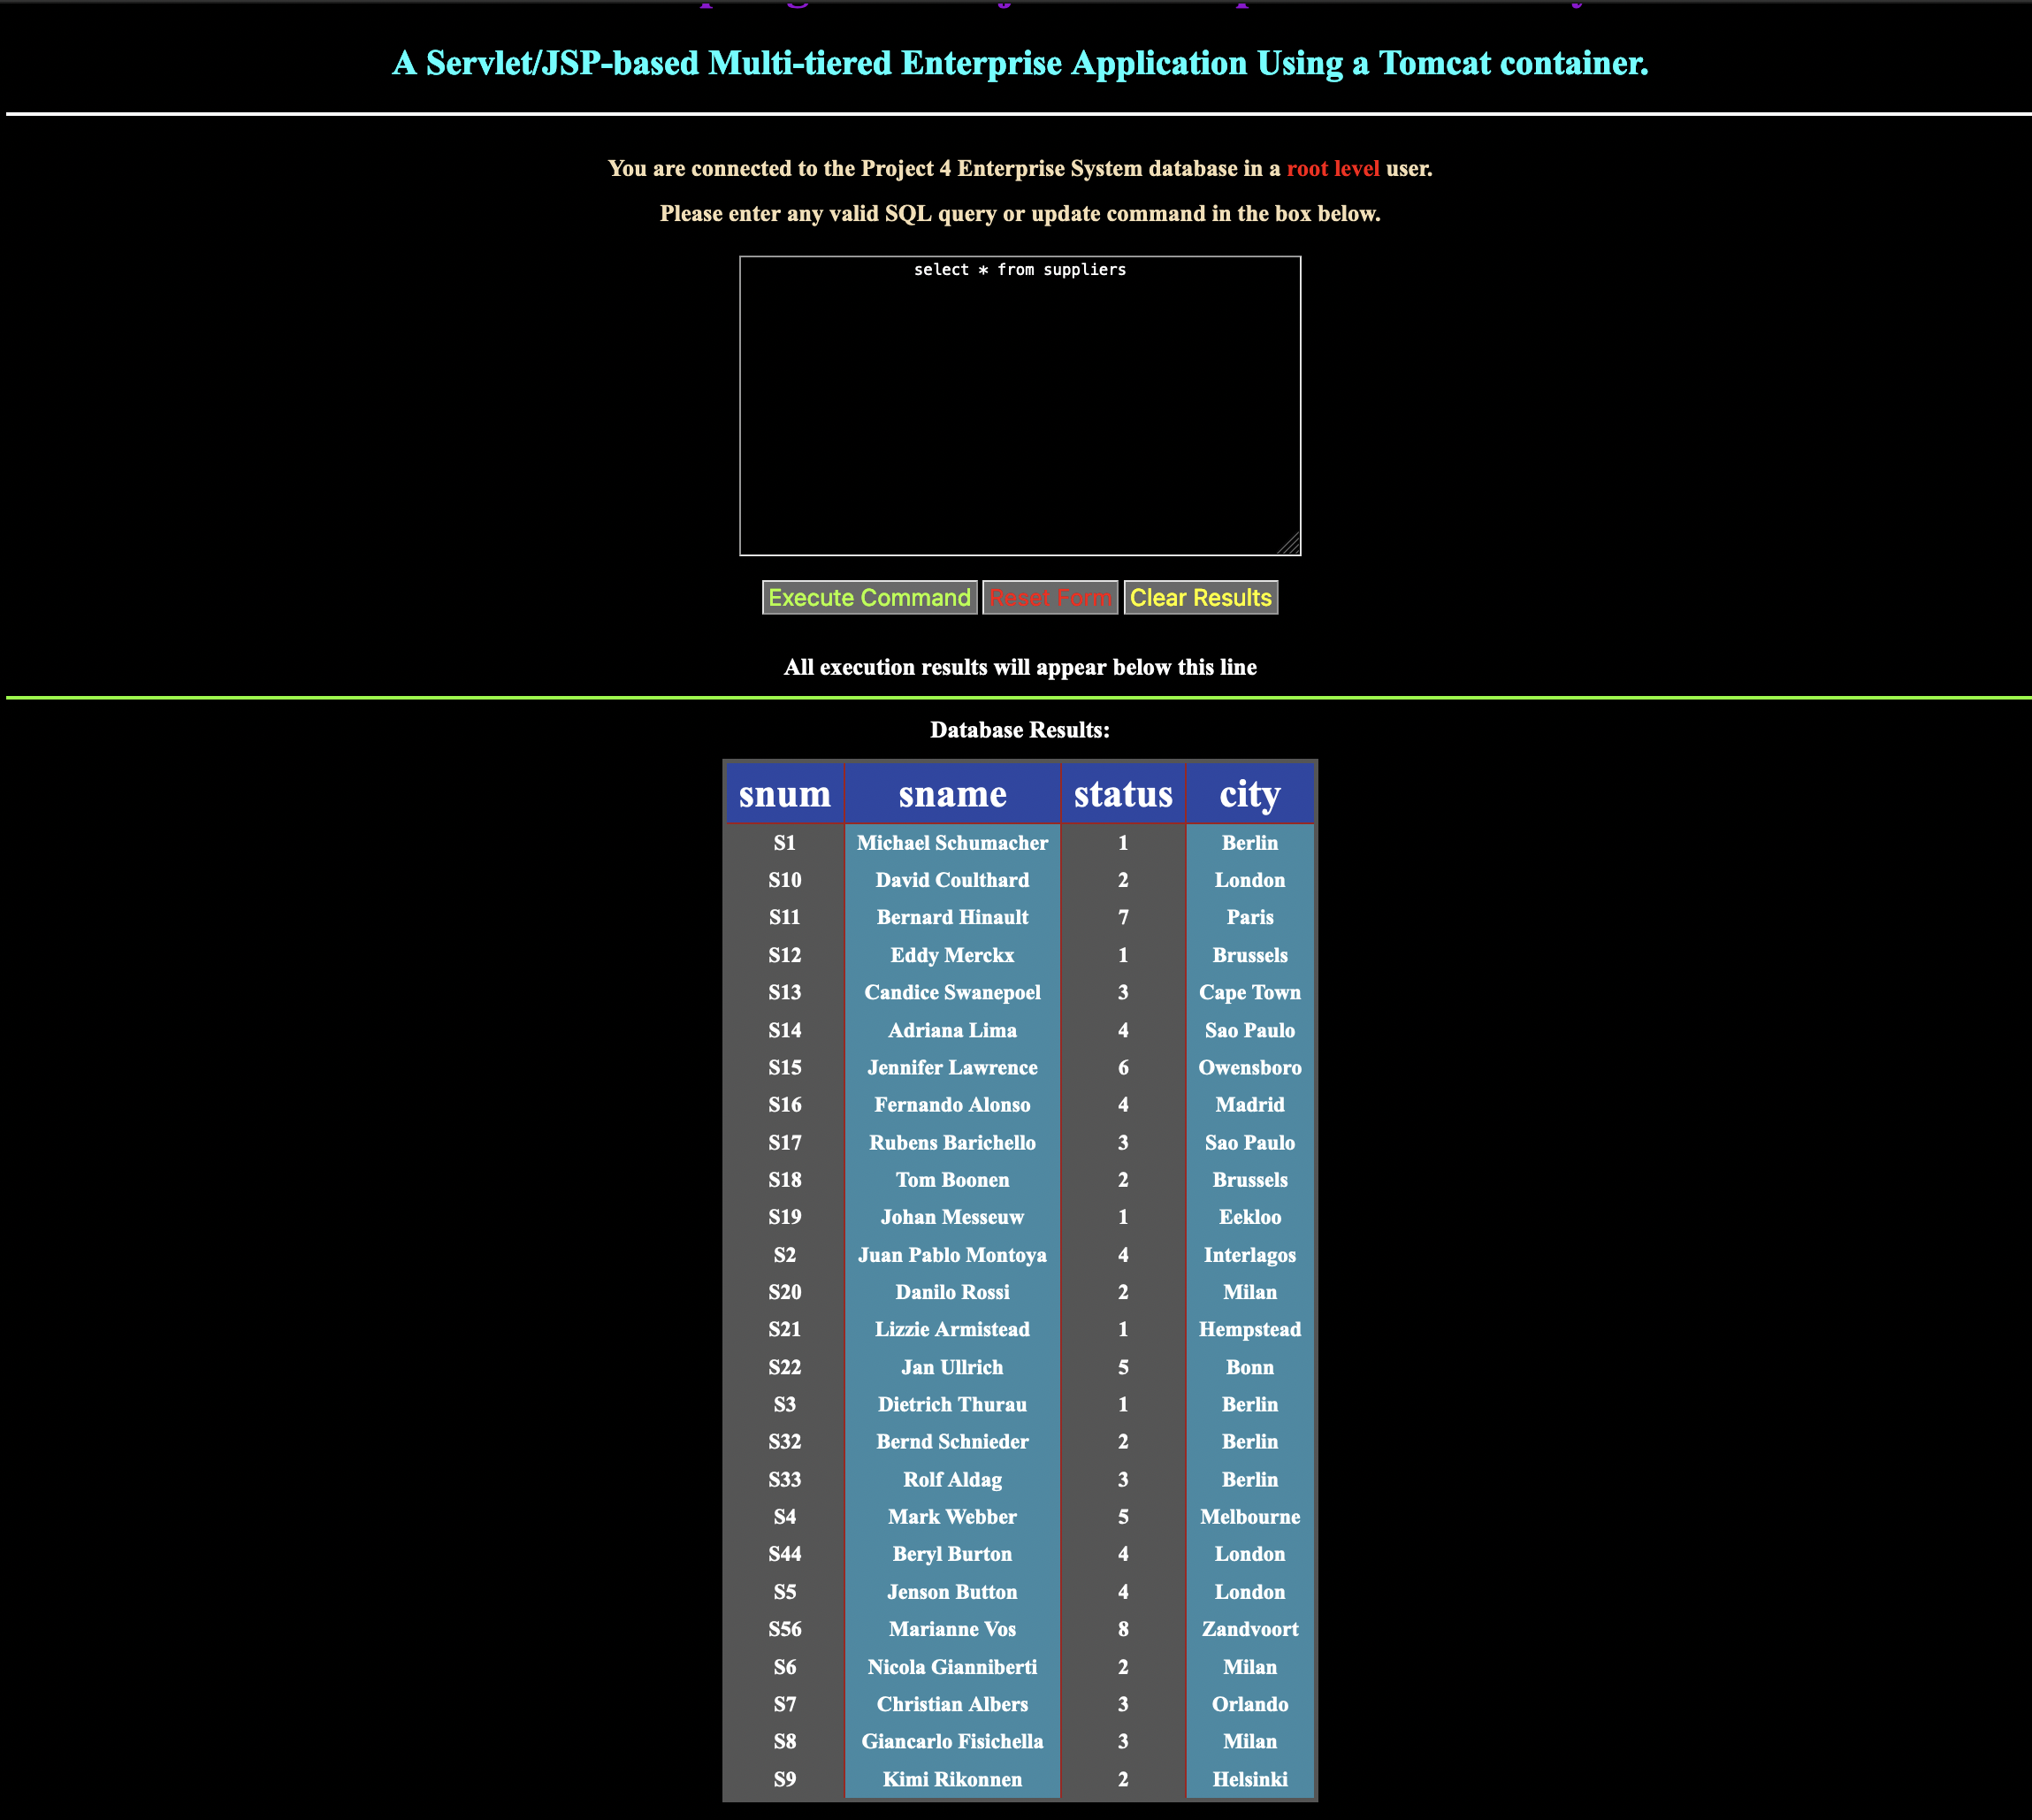 A Servlet/JSP-based Multi-tiered Enterprise Application Using a Tomcat container.
You are connected to the Project 4 Enterprise System database in a root level user.
Please enter any valid SQL query or update command in the box below.
select * from suppliers
Execute Command Reset Form Clear Results
All execution results will appear below this line
Database Results:
snum sname status city
S1 Michael Schumacher 1 Berlin
S10 David Coulthard 2 London
S11 Bernard Hinault 7 Paris
S12 Eddy Merckx 1 Brussels
S13 Candice Swanepoel 3 Cape Town
S14 Adriana Lima 4 Sao Paulo
S15 Jennifer Lawrence 6 Owensboro
S16 Fernando Alonso 4 Madrid
S17 Rubens Barichello 3 Sao Paulo
S18 Tom Boonen 2 Brussels
S19 Johan Messeuw 1 Eekloo
S2 Juan Pablo Montoya 4 Interlagos
S20 Danilo Rossi 2 Milan
S21 Lizzie Armistead 1 Hempstead
S22 Jan Ullrich 5 Bonn
S3 Dietrich Thurau 1 Berlin
S32 Bernd Schnieder 2 Berlin
S33 Rolf Aldag 3 Berlin
S4 Mark Webber 5 Melbourne
S44 Beryl Burton 4 London
S5 Jenson Button 4 London
S56 Marianne Vos 8 Zandvoort
S6 Nicola Gianniberti 2 Milan
S7 Christian Albers 3 Orlando
S8 Giancarlo Fisichella 3 Milan
S9 Kimi Rikonnen 2 Helsinki